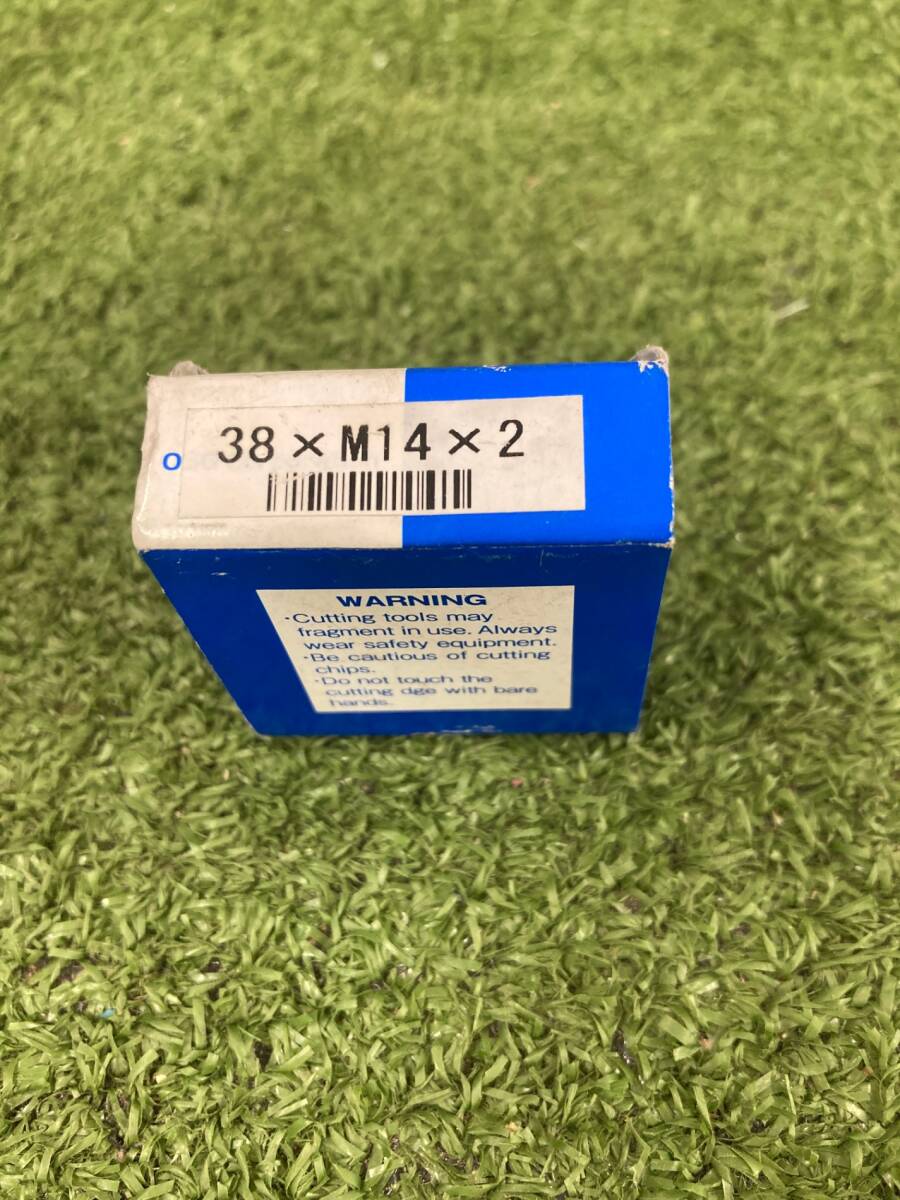 38×M14×2
WARNING
·Cutting tools may
fragment in use. Always
wear safety equipment.
·Be cautious of cutting
chips.
·Do not touch the
cutting dge with bare
hands.